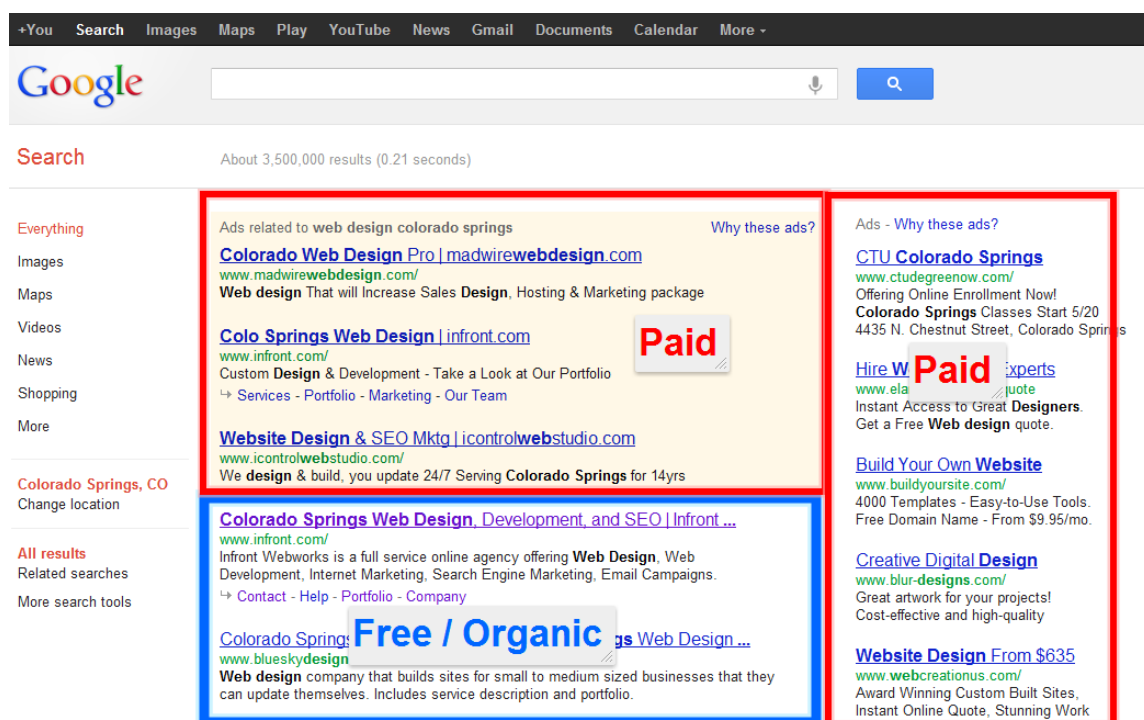 +You Search Images Maps Play YouTube News Gmail Documents Calendar More
Google
Search
About 3,500,000 results (0.21 seconds)
Everything
Images
Maps
Videos
News
Shopping
More
Colorado Springs, CO
Change location
All results
Related searches
More search tools
Ads related to web design colorado springs Why these ads?
Colorado Web Design Pro | madwirewebdesign.com
www.madwirewebdesign.com/
Web design That will Increase Sales Design, Hosting & Marketing package
Colo Springs Web Design | infront.com
www.infront.com/
Custom Design & Development - Take a Look at Our Portfolio
Services - Portfolio - Marketing - Our Team
Paid
Website Design & SEO Mktg | icontrolwebstudio.com
www.icontrolwebstudio.com/
We design & build, you update 24/7 Serving Colorado Springs for 14yrs
Colorado Springs Web Design, Development, and SEO | Infront ...
www.infront.com/
Infront Webworks is a full service online agency offering Web Design, Web
Development, Internet Marketing, Search Engine Marketing, Email Campaigns.
Contact - Help - Portfolio - Company
Free / Organic
Colorado Springs Web Design ...
www.blueskydesign
Web design company that builds sites for small to medium sized businesses that they
can update themselves. Includes service description and portfolio.
Ads - Why these ads?
CTU Colorado Springs
www.ctudegreenow.com/
Offering Online Enrollment Now!
Colorado Springs Classes Start 5/20
4435 N. Chestnut Street, Colorado Springs
Paid
Hire Experts
quote
Instant Access to Great Designers.
Get a Free Web design quote.
Build Your Own Website
www.buildyoursite.com/
4000 Templates - Easy-to-Use Tools.
Free Domain Name - From $9.95/mo.
Creative Digital Design
www.blur-designs.com/
Great artwork for your projects!
Cost-effective and high-quality
Website Design From $635
www.webcreationus.com/
Award Winning Custom Built Sites,
Instant Online Quote, Stunning Work